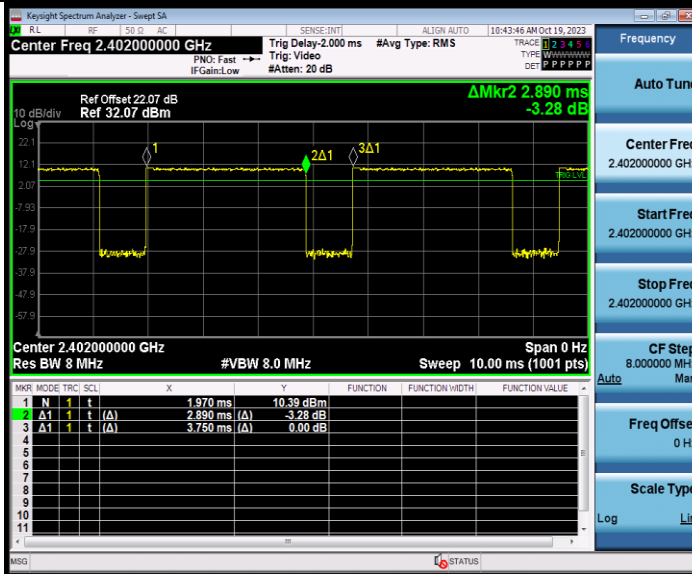 Keysight Spectrum Analyzer - Swept SA
RL RF 50 Ω AC SENSE:INT ALIGN AUTO 10:43:46 AM Oct 19, 2023
Center Freq 2.402000000 GHz
PNO: Fast
IFGain:Low
Trig Delay-2.000 ms #Avg Type: RMS
Trig: Video
#Atten: 20 dB
TRACE 1 2 3 4 5 6
TYPE WWWWWW
DET P P P P P P
Frequency
Auto Tune
ΔMkr2 2.890 ms
-3.28 dB
Ref Offset 22.07 dB
10 dB/div Ref 32.07 dBm
Log
22.1
12.1
2.07
-7.93
-17.9
-27.9
-37.9
-47.9
-57.9
1
2Δ1
3Δ1
TRIG LVL
Center Freq
2.402000000 GHz
Start Freq
2.402000000 GHz
Stop Freq
2.402000000 GHz
Center 2.402000000 GHz Span 0 Hz
Res BW 8 MHz #VBW 8.0 MHz Sweep 10.00 ms (1001 pts)
CF Step
8.000000 MHz
Auto Man
MKR MODE TRC SCL X Y FUNCTION FUNCTION WIDTH FUNCTION VALUE
1 N 1 t 1.970 ms 10.39 dBm
2 Δ1 1 t (Δ) 2.890 ms (Δ) -3.28 dB
3 Δ1 1 t (Δ) 3.750 ms (Δ) 0.00 dB
4
5
6
7
8
9
10
11
Freq Offset
0 Hz
Scale Type
Log Lin
MSG STATUS